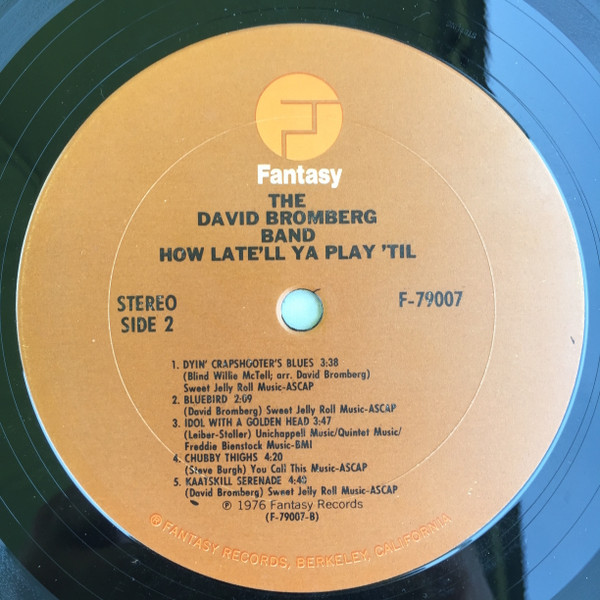 Fantasy
THE
DAVID BROMBERG
BAND
HOW LATE'LL YA PLAY 'TIL
STEREO
SIDE 2
F-79007
1. DYIN' CRAPSHOOTER'S BLUES 3:38
(Blind Willie McTell; arr. David Bromberg)
Sweet Jelly Roll Music-ASCAP
2. BLUEBIRD 2:09
(David Bromberg) Sweet Jelly Roll Music-ASCAP
3. IDOL WITH A GOLDEN HEAD 3:47
(Leiber-Stoller) Unichappell Music/Quintet Music/
Freddie Bienstock Music-BMI
4. CHUBBY THIGHS 4:20
(Steve Burgh) You Call This Music-ASCAP
5. KAATSKILL SERENADE 4:40
(David Bromberg) Sweet Jelly Roll Music-ASCAP
℗ 1976 Fantasy Records
(F-79007-B)
® FANTASY RECORDS, BERKELEY, CALIFORNIA